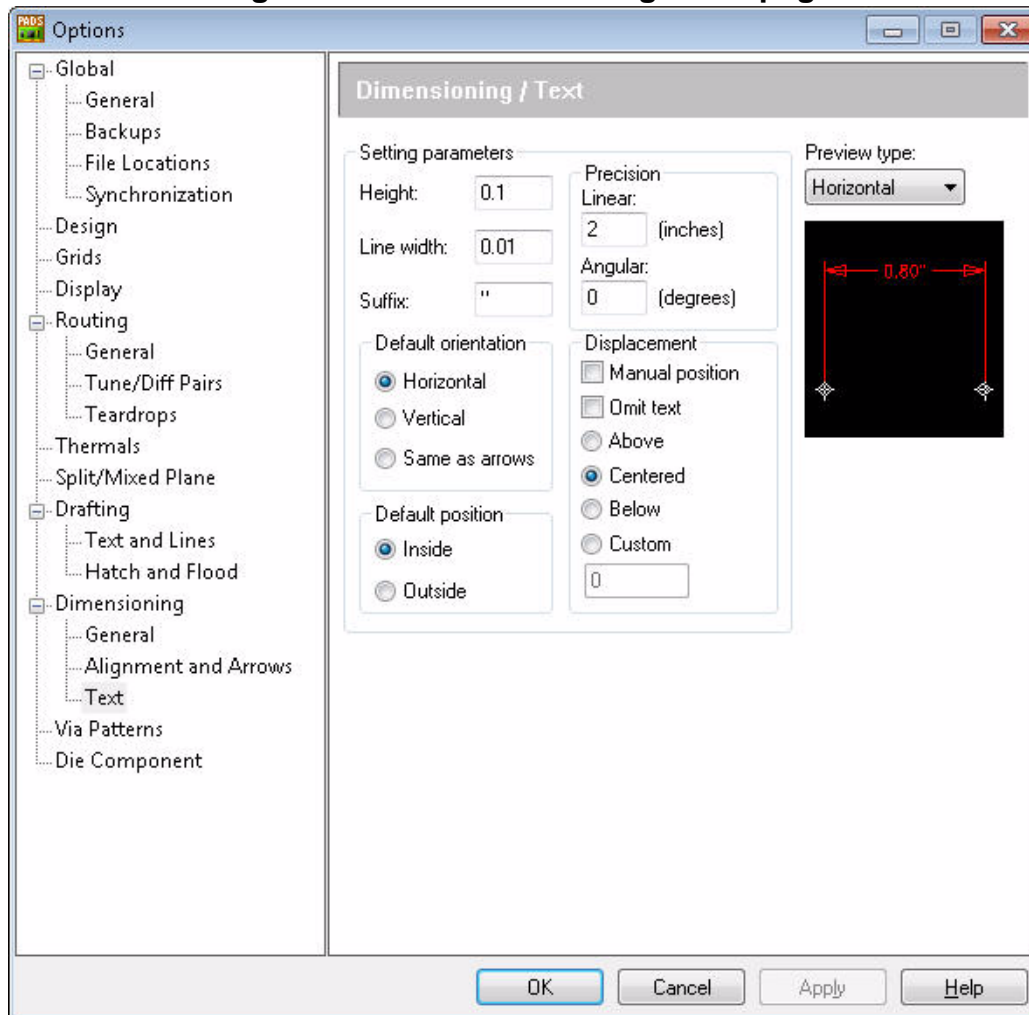 PADS
Options
Global
General
Backups
File Locations
Synchronization
Design
Grids
Display
Routing
General
Tune/Diff Pairs
Teardrops
Thermals
Split/Mixed Plane
Drafting
Text and Lines
Hatch and Flood
Dimensioning
General
Alignment and Arrows
Text
Via Patterns
Die Component
Dimensioning / Text
Setting parameters
Height: 0.1
Line width: 0.01
Suffix: "
Precision
Linear:
2 (inches)
Angular:
0 (degrees)
Default orientation
Horizontal
Vertical
Same as arrows
Default position
Inside
Outside
Displacement
Manual position
Omit text
Above
Centered
Below
Custom
0
Preview type:
Horizontal
0.80"
OK Cancel Apply Help